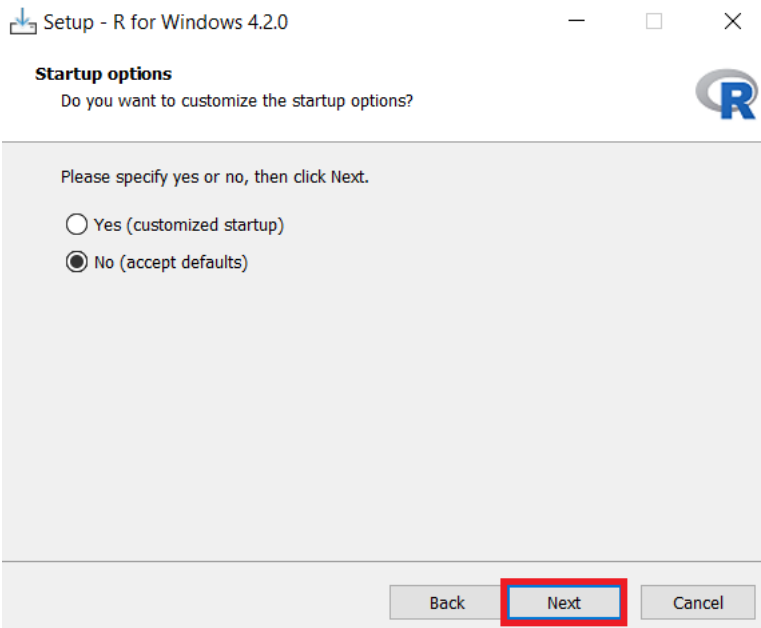 Setup - R for Windows 4.2.0
Startup options
Do you want to customize the startup options?
R
Please specify yes or no, then click Next.
Yes (customized startup)
No (accept defaults)
Back
Next
Cancel